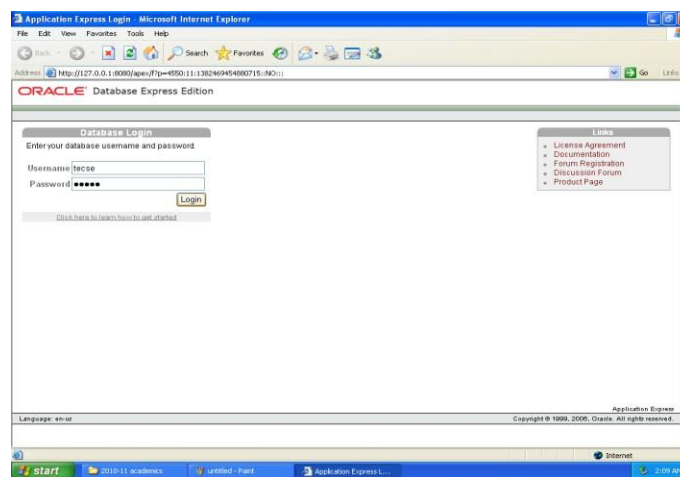 Application Express Login - Microsoft Internet Explorer
File Edit View Favorites Tools Help
Back Search Favorites
Address http://127.0.0.1:8080/apex/f?p=4550:11:1382469454880715::NO:::
Go Links
ORACLE Database Express Edition
Database Login
Enter your database username and password.
Username tecse
Password ●●●●●
Login
Click here to learn how to get started
Links
License Agreement
Documentation
Forum Registration
Discussion Forum
Product Page
Application Express
Language: en-us
Copyright © 1999, 2006, Oracle. All rights reserved.
Internet
start
2010-11 academics
untitled - Paint
Application Express L...
2:09 AM